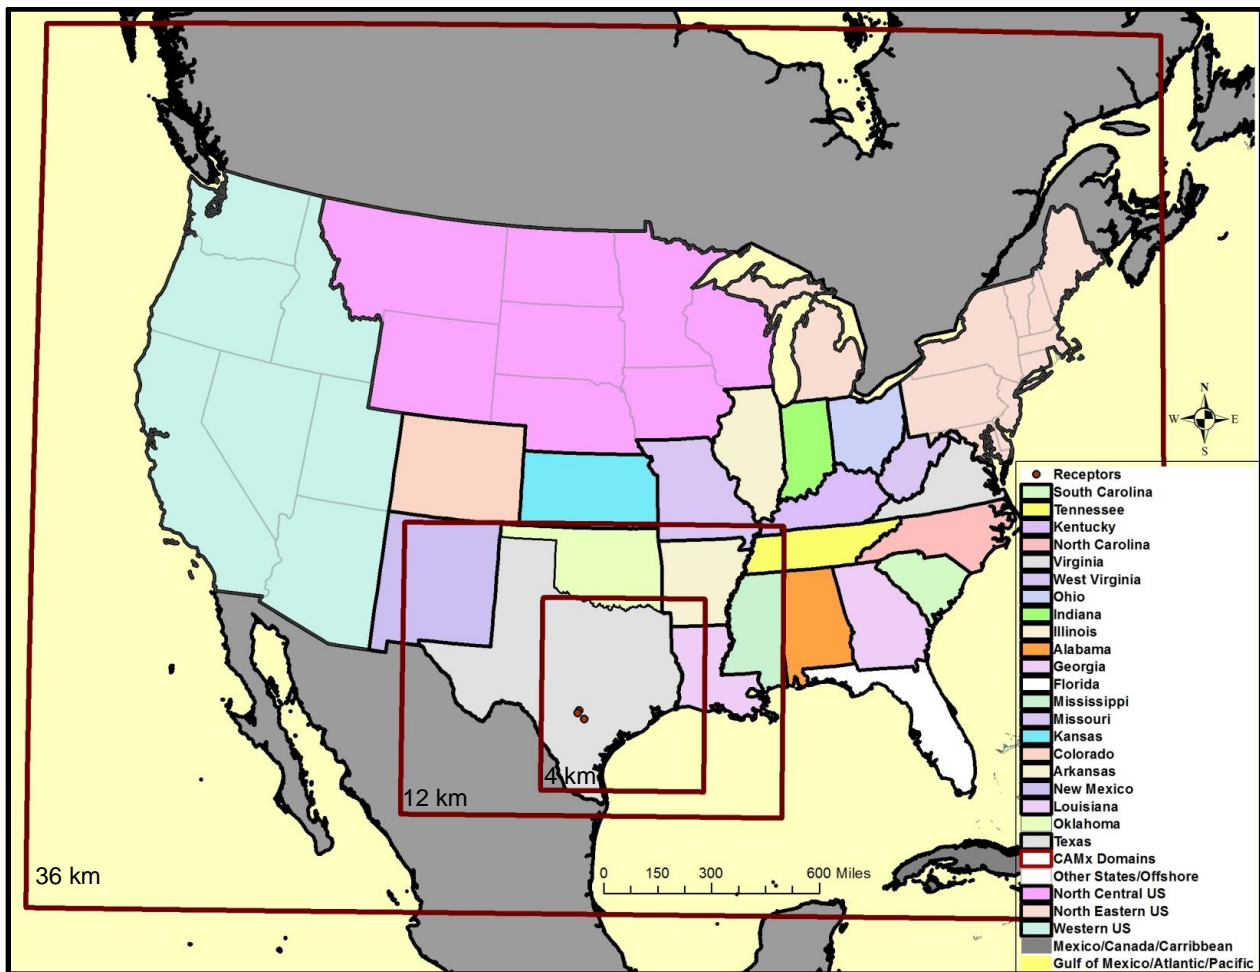 N
W E
S
Receptors
South Carolina
Tennessee
Kentucky
North Carolina
Virginia
West Virginia
Ohio
Indiana
Illinois
Alabama
Georgia
Florida
Mississippi
Missouri
Kansas
Colorado
Arkansas
New Mexico
Louisiana
Oklahoma
Texas
CAMx Domains
Other States/Offshore
North Central US
North Eastern US
Western US
Mexico/Canada/Carribbean
Gulf of Mexico/Atlantic/Pacific
4 km
12 km
36 km
0 150 300 600 Miles